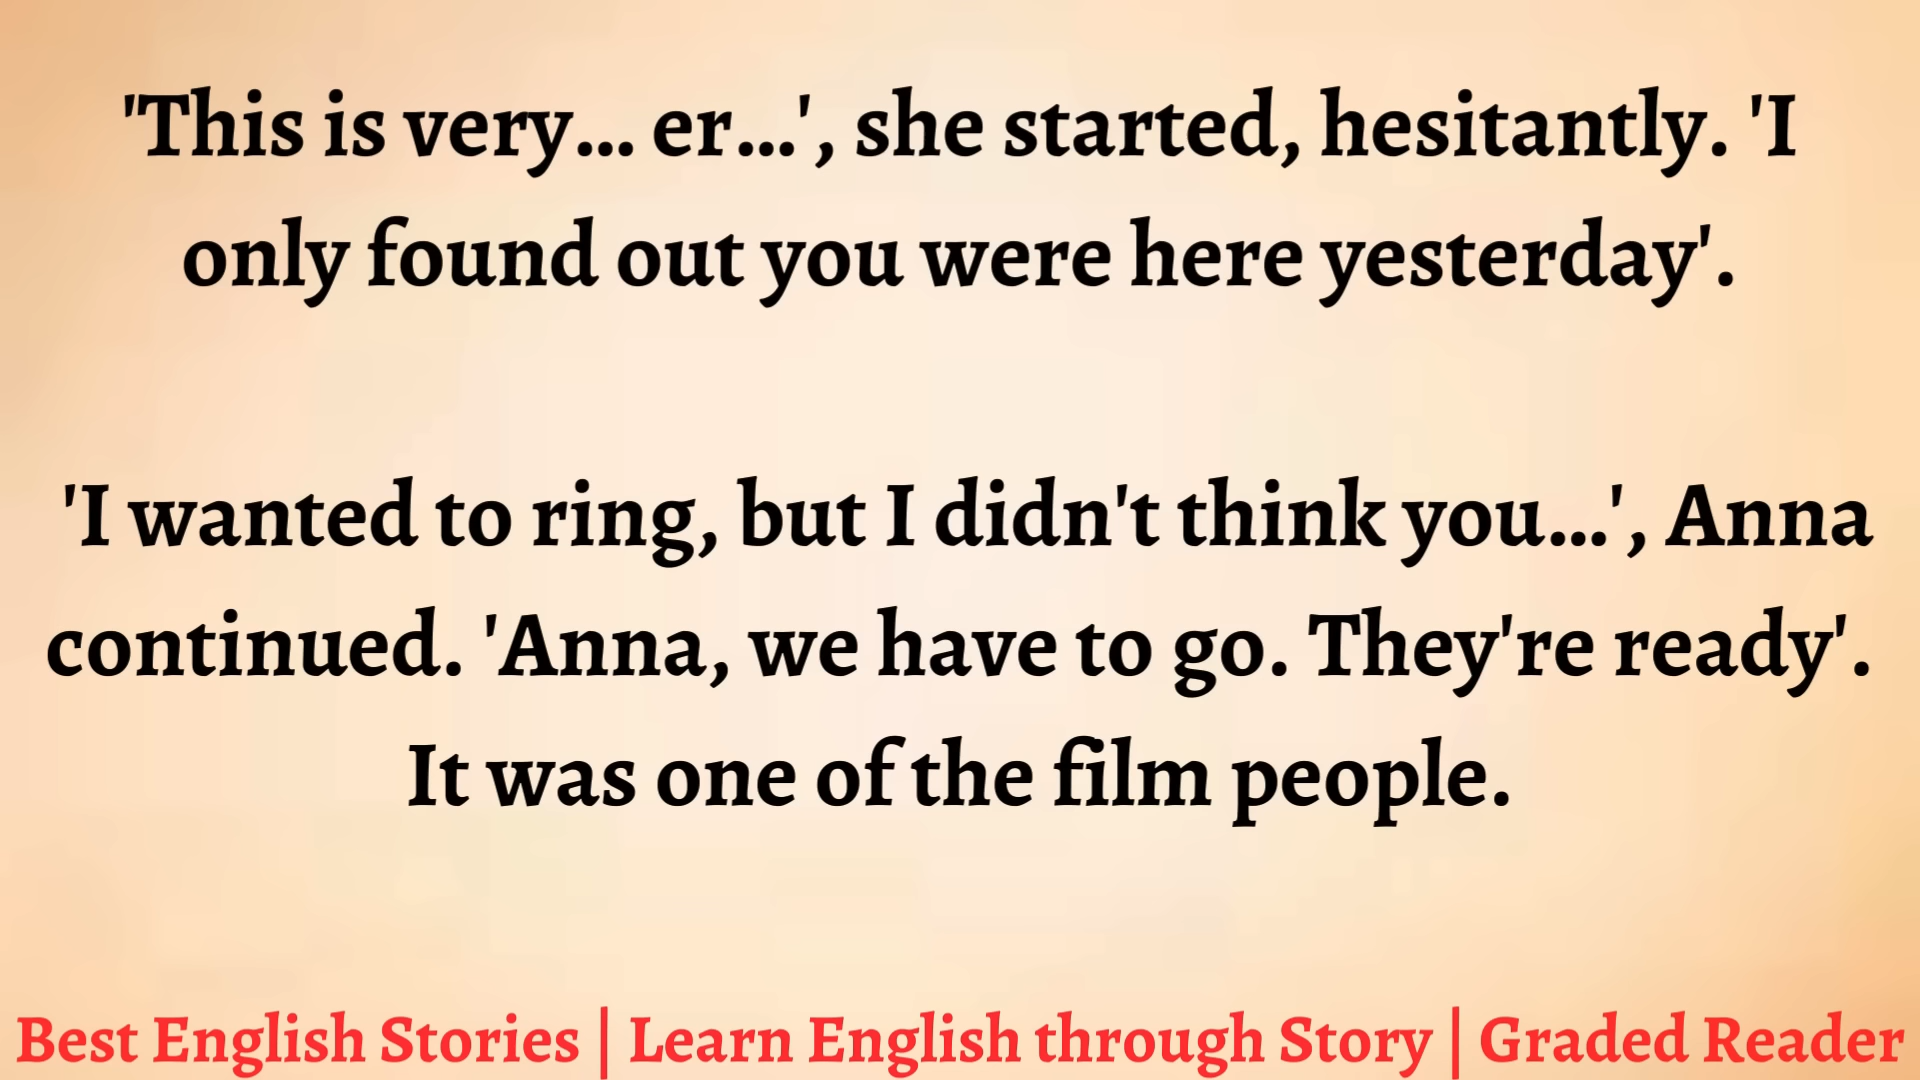 'This is very... er...', she started, hesitantly. 'I
only found out you were here yesterday'.
'I wanted to ring, but I didn't think you...', Anna
continued. 'Anna, we have to go. They're ready'.
It was one of the film people.
Best English Stories | Learn English through Story | Graded Reader